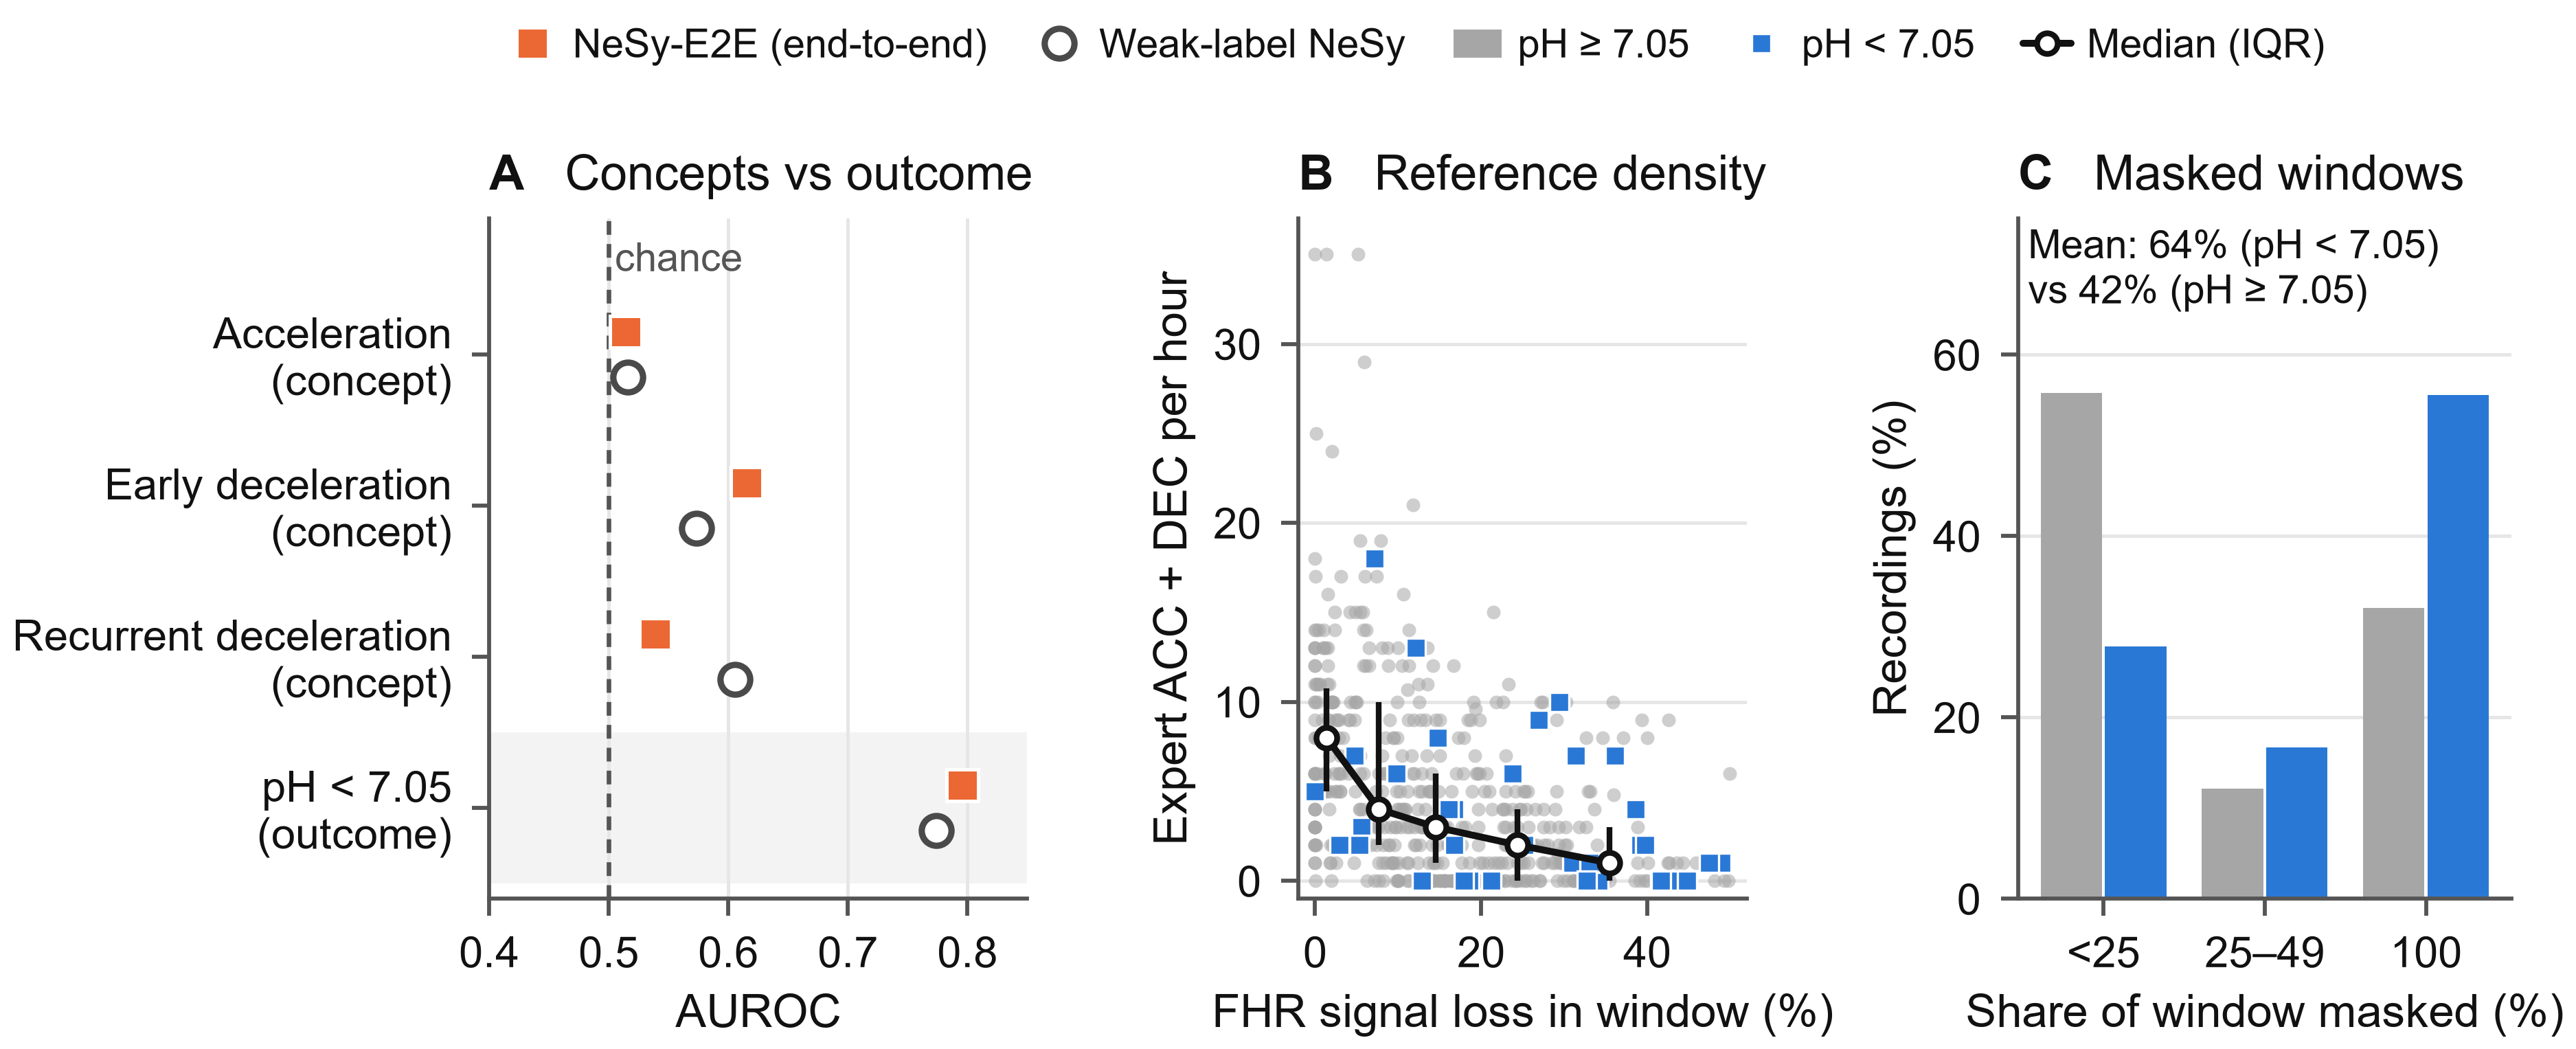 NeSy-E2E (end-to-end)
Weak-label NeSy
pH ≥ 7.05
pH < 7.05
Median (IQR)
A Concepts vs outcome
chance
Acceleration
(concept)
Early deceleration
(concept)
Recurrent deceleration
(concept)
pH < 7.05
(outcome)
0.4 0.5 0.6 0.7 0.8
AUROC
B Reference density
Expert ACC + DEC per hour
30
20
10
0
0 20 40
FHR signal loss in window (%)
C Masked windows
Mean: 64% (pH < 7.05)
vs 42% (pH ≥ 7.05)
Recordings (%)
60
40
20
0
<25 25–49 100
Share of window masked (%)